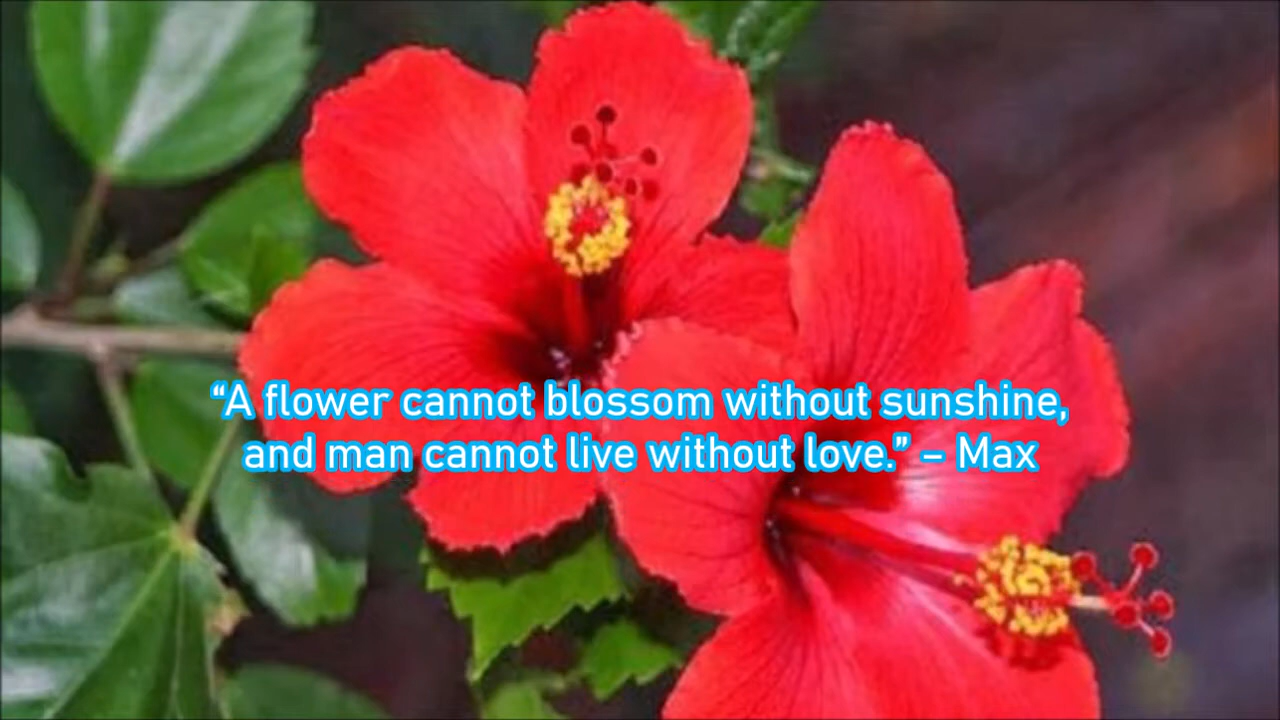 “A flower cannot blossom without sunshine,
and man cannot live without love.” – Max